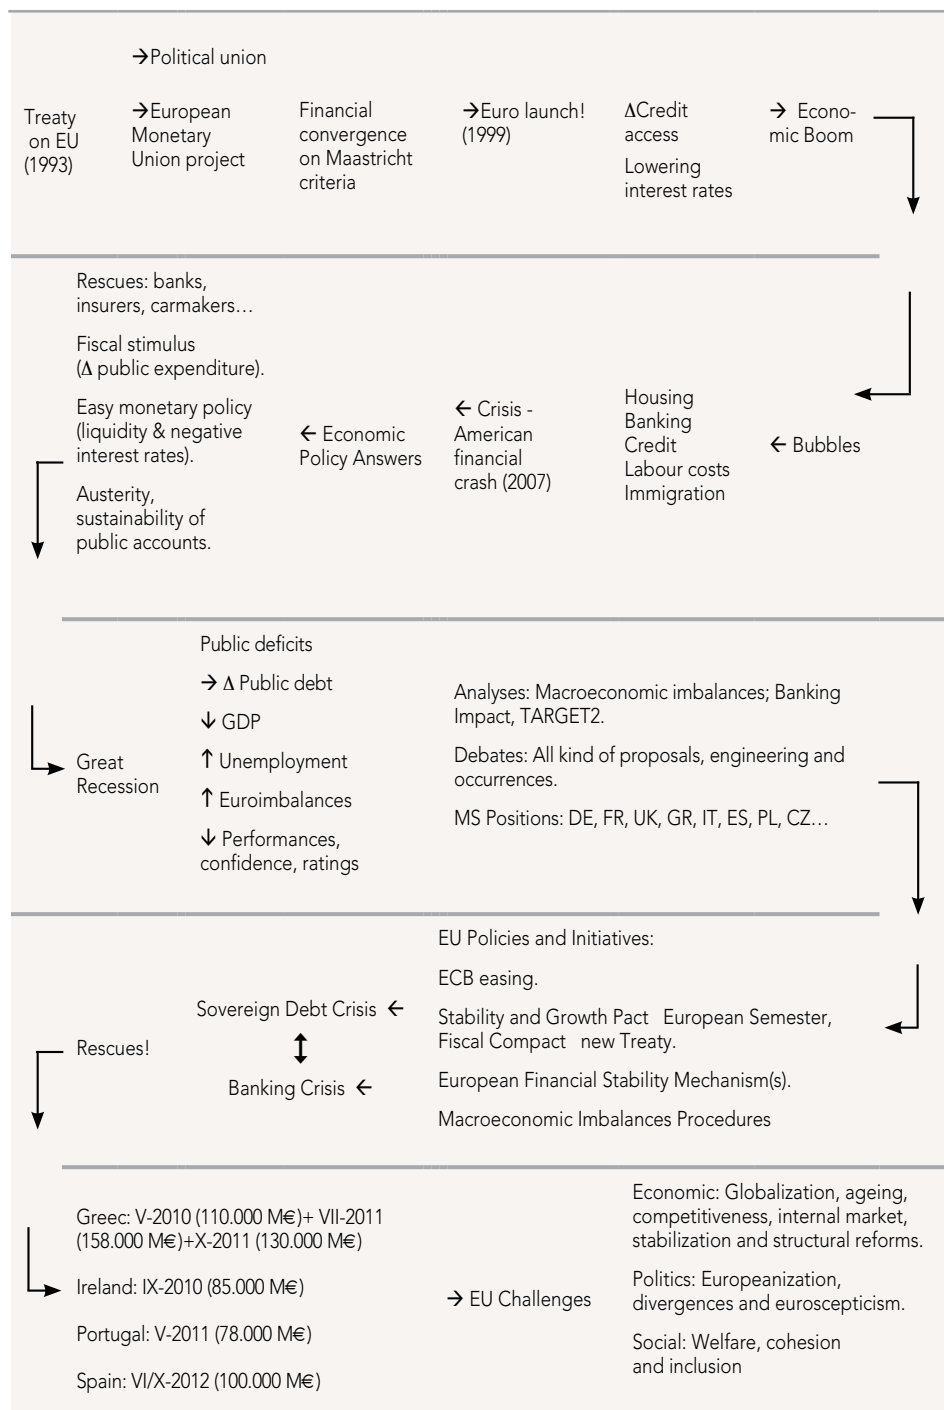 →Political union
Treaty
on EU
(1993)
→European
Monetary
Union project
Financial
convergence
on Maastricht
criteria
→Euro launch!
(1999)
ΔCredit
access
Lowering
interest rates
→ Econo-
mic Boom
Rescues: banks,
insurers, carmakers…
Fiscal stimulus
(Δ public expenditure).
Easy monetary policy
(liquidity & negative
interest rates).
Austerity,
sustainability of
public accounts.
← Economic
Policy Answers
← Crisis -
American
financial
crash (2007)
Housing
Banking
Credit
Labour costs
Immigration
← Bubbles
Great
Recession
Public deficits
→ Δ Public debt
↓ GDP
↑ Unemployment
↑ Euroimbalances
↓ Performances,
confidence, ratings
Analyses: Macroeconomic imbalances; Banking
Impact, TARGET2.
Debates: All kind of proposals, engineering and
occurrences.
MS Positions: DE, FR, UK, GR, IT, ES, PL, CZ…
Rescues!
Sovereign Debt Crisis ←
↕
Banking Crisis ←
EU Policies and Initiatives:
ECB easing.
Stability and Growth Pact European Semester,
Fiscal Compact new Treaty.
European Financial Stability Mechanism(s).
Macroeconomic Imbalances Procedures
Greec: V-2010 (110.000 M€)+ VII-2011
(158.000 M€)+X-2011 (130.000 M€)
Ireland: IX-2010 (85.000 M€)
Portugal: V-2011 (78.000 M€)
Spain: VI/X-2012 (100.000 M€)
→ EU Challenges
Economic: Globalization, ageing,
competitiveness, internal market,
stabilization and structural reforms.
Politics: Europeanization,
divergences and euroscepticism.
Social: Welfare, cohesion
and inclusion